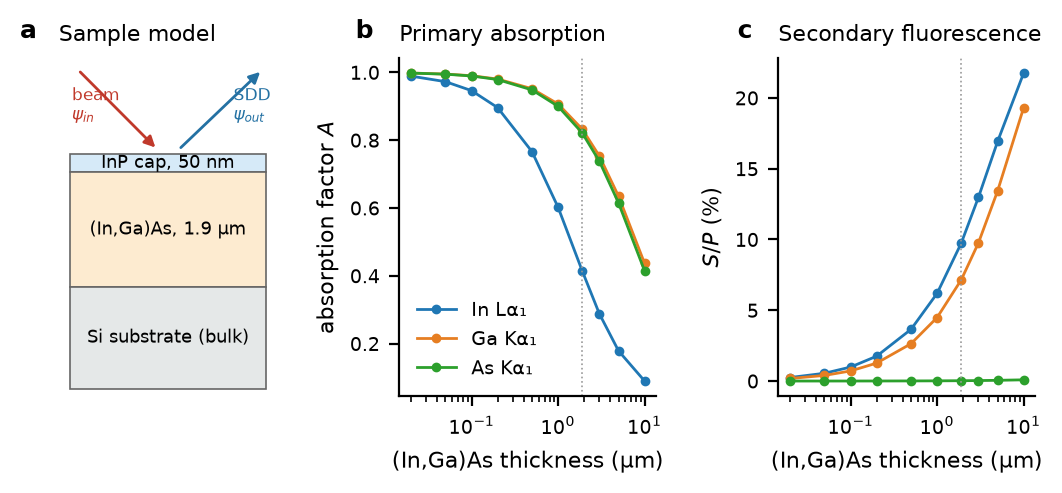 a Sample model
beam
ψin
SDD
ψout
InP cap, 50 nm
(In,Ga)As, 1.9 µm
Si substrate (bulk)
b Primary absorption
absorption factor A
1.0
0.8
0.6
0.4
0.2
In Lα₁
Ga Kα₁
As Kα₁
10⁻¹ 10⁰ 10¹
(In,Ga)As thickness (µm)
c Secondary fluorescence
S/P (%)
20
15
10
5
0
10⁻¹ 10⁰ 10¹
(In,Ga)As thickness (µm)